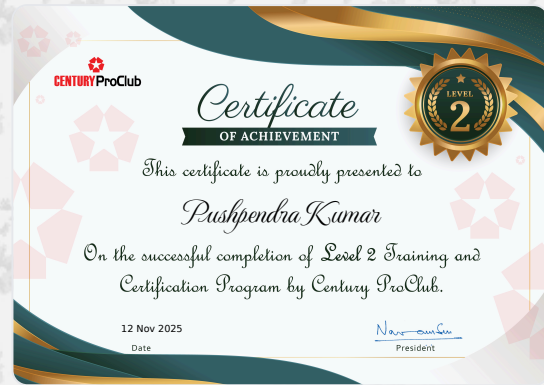 CENTURY ProClub
LEVEL
2
Certificate
OF ACHIEVEMENT
This certificate is proudly presented to
Pushpendra Kumar
On the successful completion of Level 2 Training and
Certification Program by Century ProClub.
12 Nov 2025
Date
President